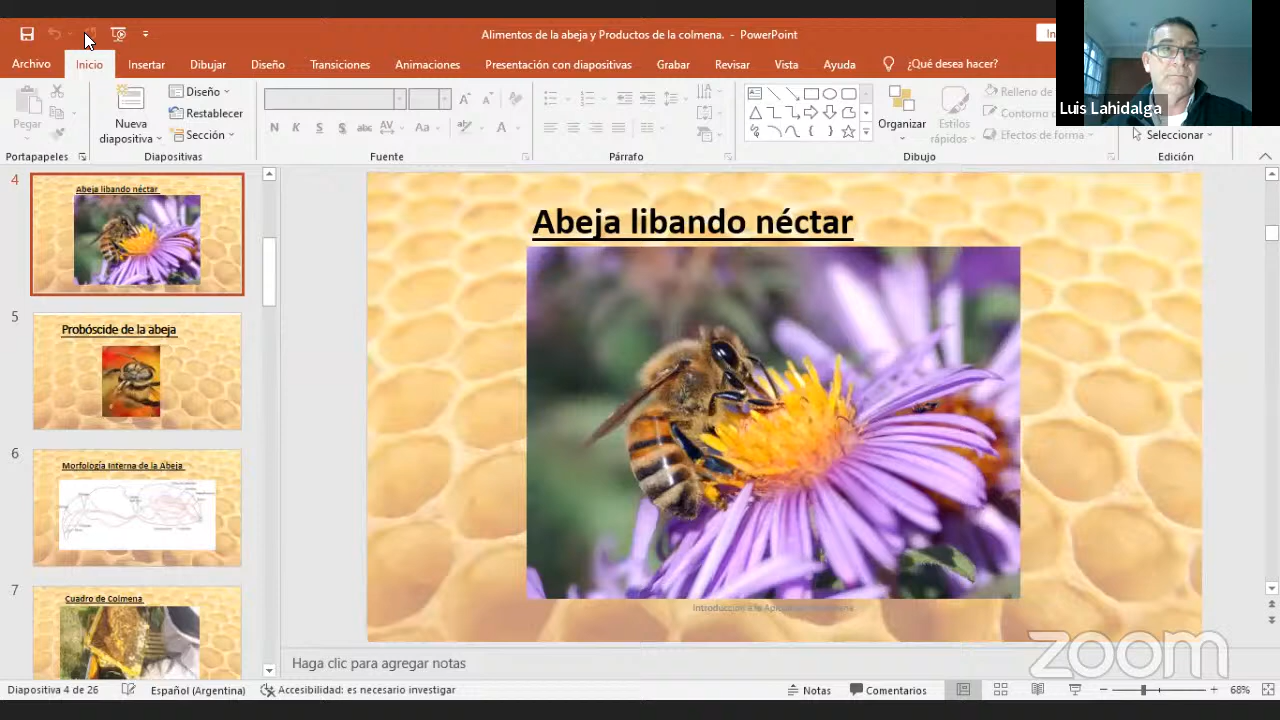 Alimentos de la abeja y Productos de la colmena. - PowerPoint
Luis Lahidalga
Archivo
Inicio
Insertar
Dibujar
Diseño
Transiciones
Animaciones
Presentación con diapositivas
Grabar
Revisar
Vista
Ayuda
¿Qué desea hacer?
Pegar
Nueva
diapositiva
Diseño
Restablecer
Sección
N K S S abc AV Aa A
Organizar
Estilos
rápidos
Relleno de
Contorno
Efectos de forma
Seleccionar
Portapapeles
Diapositivas
Fuente
Párrafo
Dibujo
Edición
4
Abeja libando néctar
5
Probóscide de la abeja
6
Morfología Interna de la Abeja
7
Cuadro de Colmena
Abeja libando néctar
Haga clic para agregar notas
zoom
Diapositiva 4 de 26
Español (Argentina)
Accesibilidad: es necesario investigar
Notas
Comentarios
68%